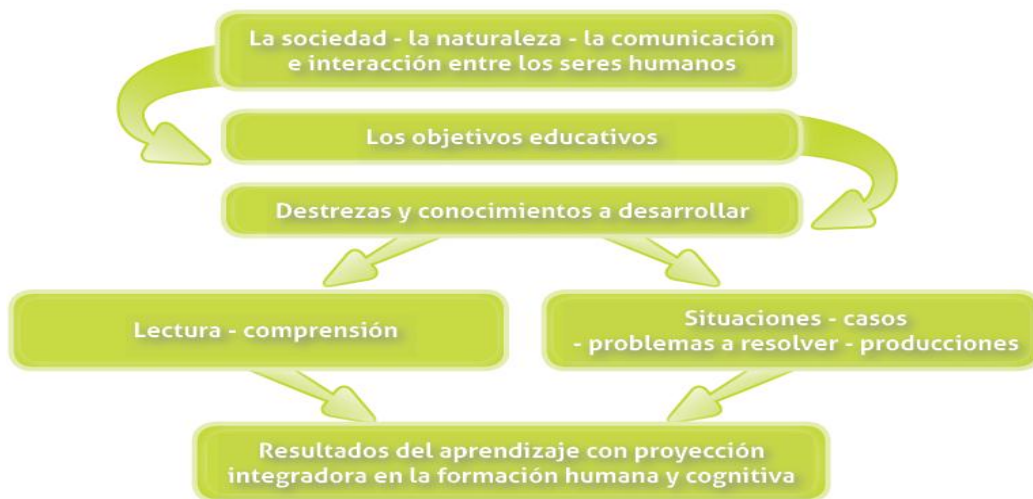 La sociedad - la naturaleza - la comunicación
e interacción entre los seres humanos
Los objetivos educativos
Destrezas y conocimientos a desarrollar
Lectura - comprensión
Situaciones - casos
- problemas a resolver - producciones
Resultados del aprendizaje con proyección
integradora en la formación humana y cognitiva